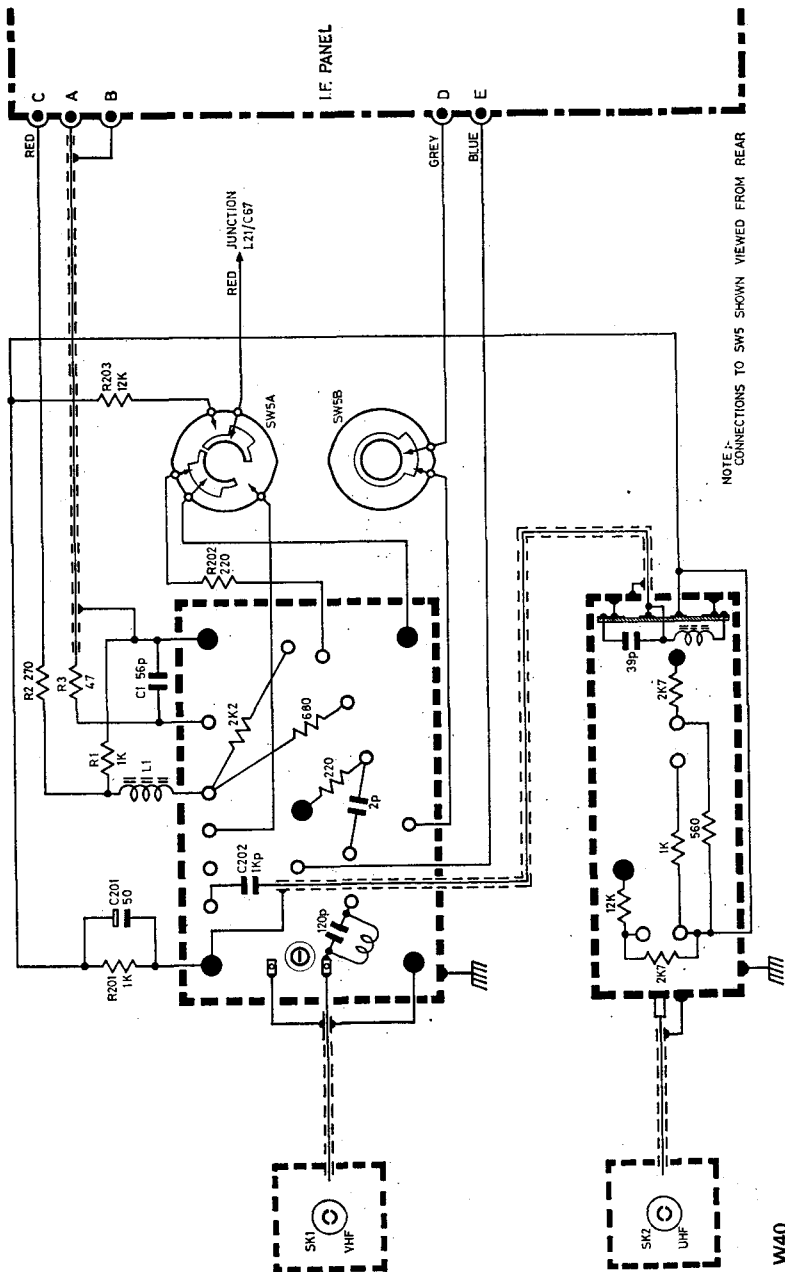 I.F. PANEL
C
A
B
D
E
RED
GREY
BLUE
RED
JUNCTION
L21/C67
R203
12K
SW5A
SW5B
R202
220
R2 270
R3
47
C1 56p
R1
1K
L1
2K2
680
220
2p
C202
1Kp
120p
C201
50
R201
1K
SK1
VHF
NOTE:-
CONNECTIONS TO SW5 SHOWN VIEWED FROM REAR
39p
2K7
1K
560
12K
2K7
SK2
UHF
W40